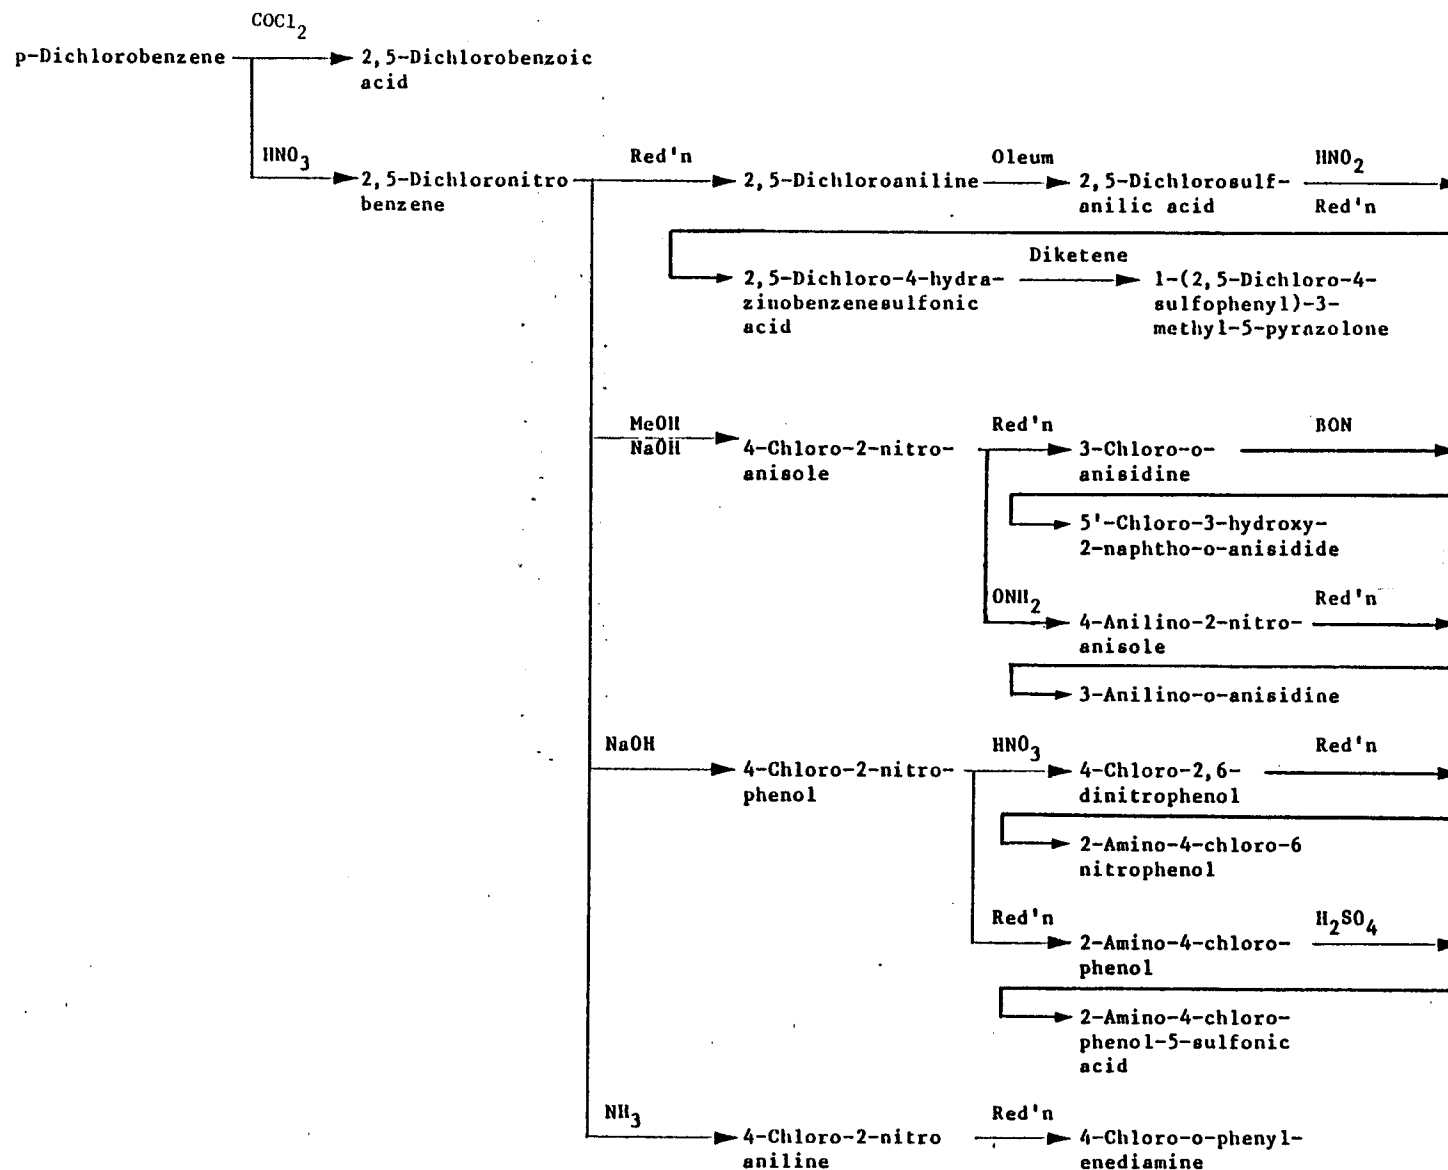 COCl2
p-Dichlorobenzene
2,5-Dichlorobenzoic
acid
HNO3
2,5-Dichloronitro
benzene
Red'n
2,5-Dichloroaniline
Oleum
2,5-Dichlorosulf-
anilic acid
HNO2
Red'n
2,5-Dichloro-4-hydra-
zinobenzenesulfonic
acid
Diketene
1-(2,5-Dichloro-4-
sulfophenyl)-3-
methyl-5-pyrazolone
MeOH
NaOH
4-Chloro-2-nitro-
anisole
Red'n
3-Chloro-o-
anisidine
BON
5'-Chloro-3-hydroxy-
2-naphtho-o-anisidide
ONH2
4-Anilino-2-nitro-
anisole
Red'n
3-Anilino-o-anisidine
NaOH
4-Chloro-2-nitro-
phenol
HNO3
4-Chloro-2,6-
dinitrophenol
Red'n
2-Amino-4-chloro-6
nitrophenol
Red'n
2-Amino-4-chloro-
phenol
H2SO4
2-Amino-4-chloro-
phenol-5-sulfonic
acid
NH3
4-Chloro-2-nitro
aniline
Red'n
4-Chloro-o-phenyl-
enediamine